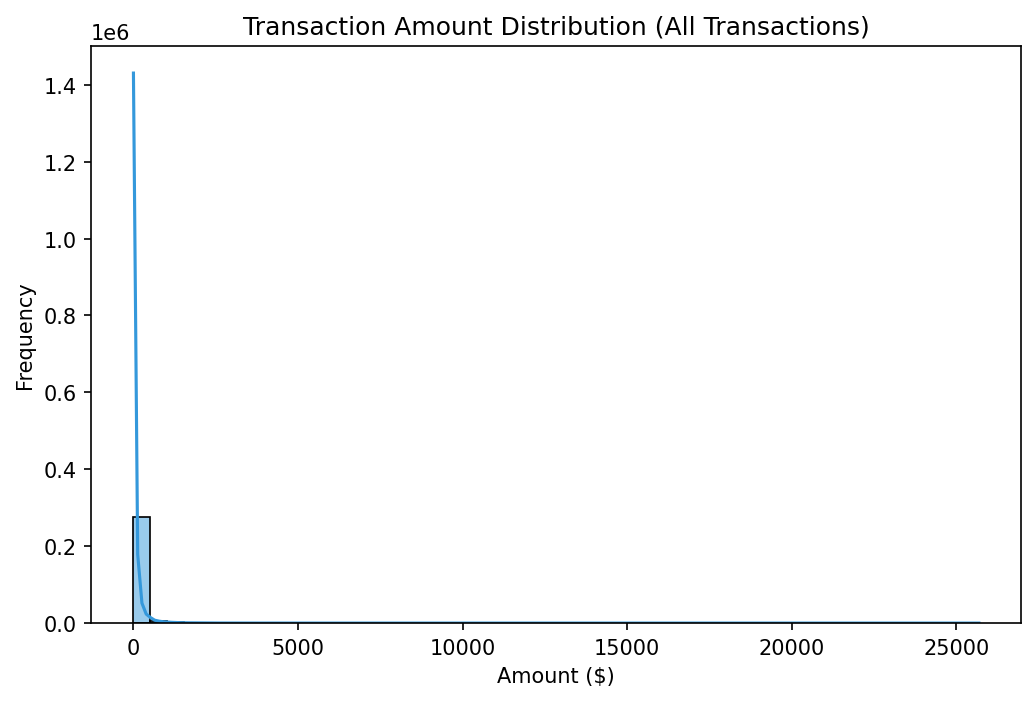 Transaction Amount Distribution (All Transactions)
1e6
1.4
1.2
1.0
0.8
0.6
0.4
0.2
0.0
Frequency
0 5000 10000 15000 20000 25000
Amount ($)